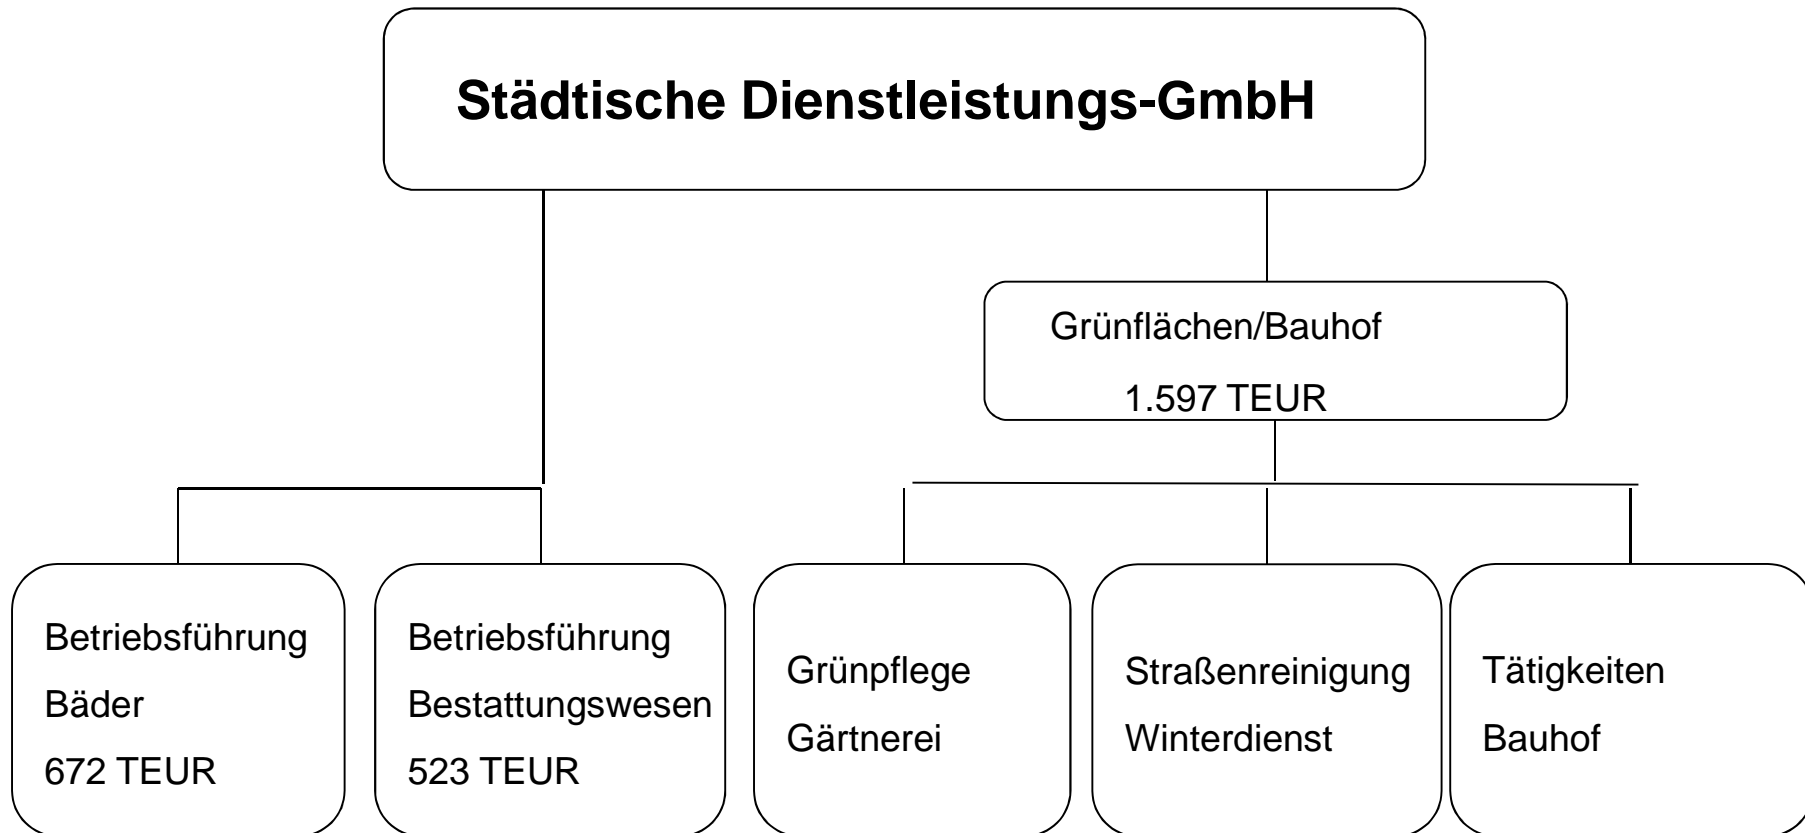 Städtische Dienstleistungs-GmbH
Grünflächen/Bauhof
1.597 TEUR
Betriebsführung
Bäder
672 TEUR
Betriebsführung
Bestattungswesen
523 TEUR
Grünpflege
Gärtnerei
Straßenreinigung
Winterdienst
Tätigkeiten
Bauhof